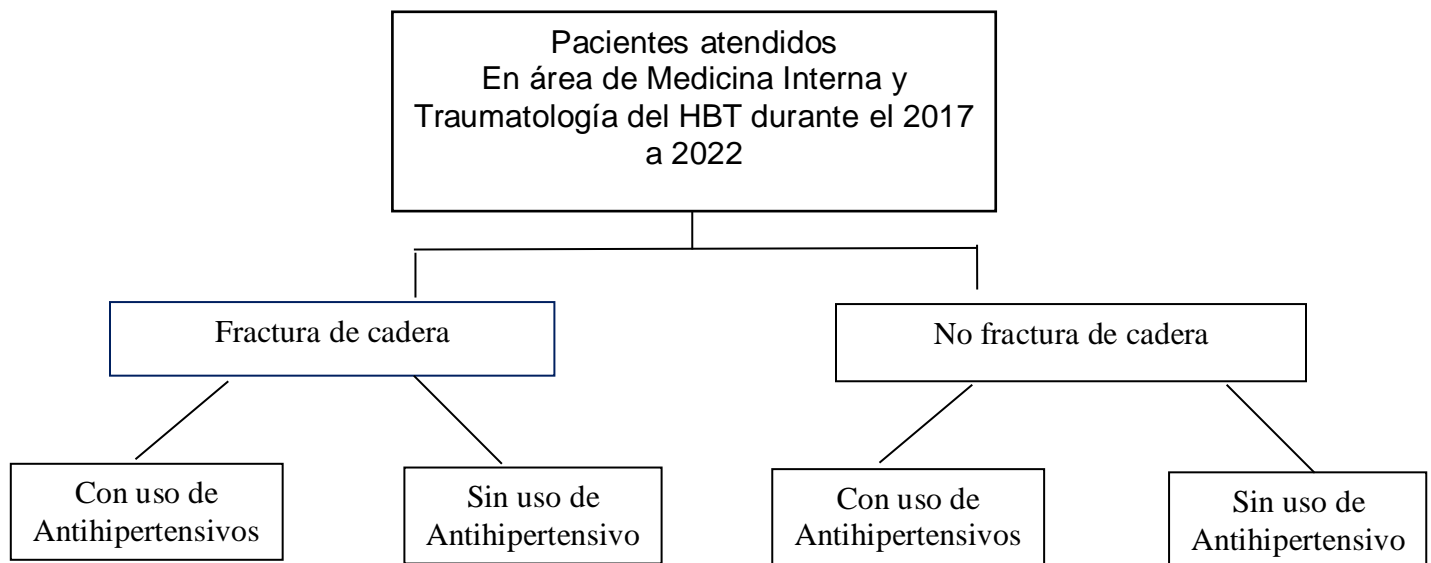 Pacientes atendidos
En área de Medicina Interna y
Traumatología del HBT durante el 2017
a 2022
Fractura de cadera
No fractura de cadera
Con uso de
Antihipertensivos
Sin uso de
Antihipertensivo
Con uso de
Antihipertensivos
Sin uso de
Antihipertensivo